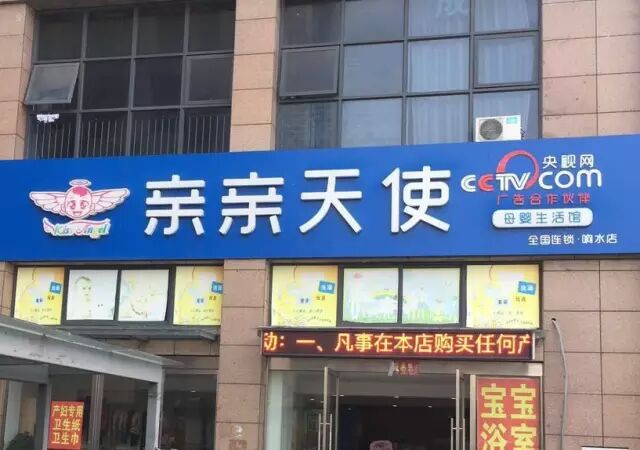 亲亲天使
Kiss Angel
央视网
CCTV.com
广告合作伙伴
母婴生活馆
全国连锁·响水店
动：一、凡事在本店购买任何产
产妇专用
卫生纸
卫生巾
宝宝
浴室